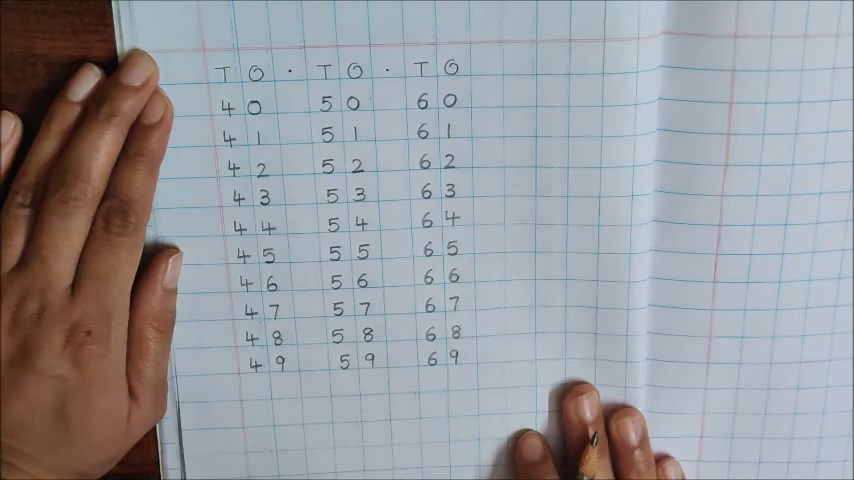 T O . T O . T O
4 0 5 0 6 0
4 1 5 1 6 1
4 2 5 2 6 2
4 3 5 3 6 3
4 4 5 4 6 4
4 5 5 5 6 5
4 6 5 6 6 6
4 7 5 7 6 7
4 8 5 8 6 8
4 9 5 9 6 9